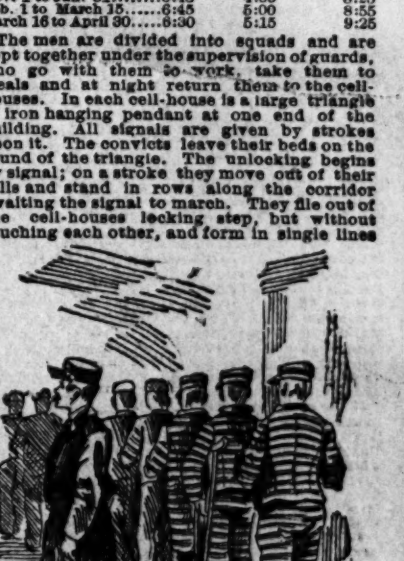 b. 1 to March 15......6:45 5:00 8:55
arch 16 to April 30.....6:30 5:15 9:25
The men are divided into squads and are
pt together under the supervision of guards,
ho go with them to work, take them to
eals and at night return them to the cell-
uses. In each cell-house is a large triangle
iron hanging pendant at one end of the
ilding. All signals are given by strokes
on it. The convicts leave their beds on the
und of the triangle. The unlocking begins
y signal; on a stroke they move out of their
lls and stand in rows along the corridor
waiting the signal to march. They file out of
e cell-houses locking step, but without
uching each other, and form in single lines